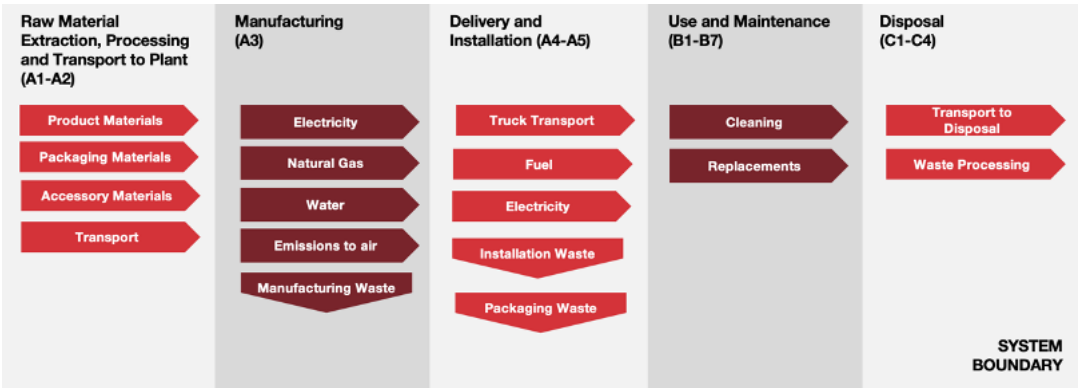 Raw Material
Extraction, Processing
and Transport to Plant
(A1-A2)
Product Materials
Packaging Materials
Accessory Materials
Transport
Manufacturing
(A3)
Electricity
Natural Gas
Water
Emissions to air
Manufacturing Waste
Delivery and
Installation (A4-A5)
Truck Transport
Fuel
Electricity
Installation Waste
Packaging Waste
Use and Maintenance
(B1-B7)
Cleaning
Replacements
Disposal
(C1-C4)
Transport to
Disposal
Waste Processing
SYSTEM
BOUNDARY